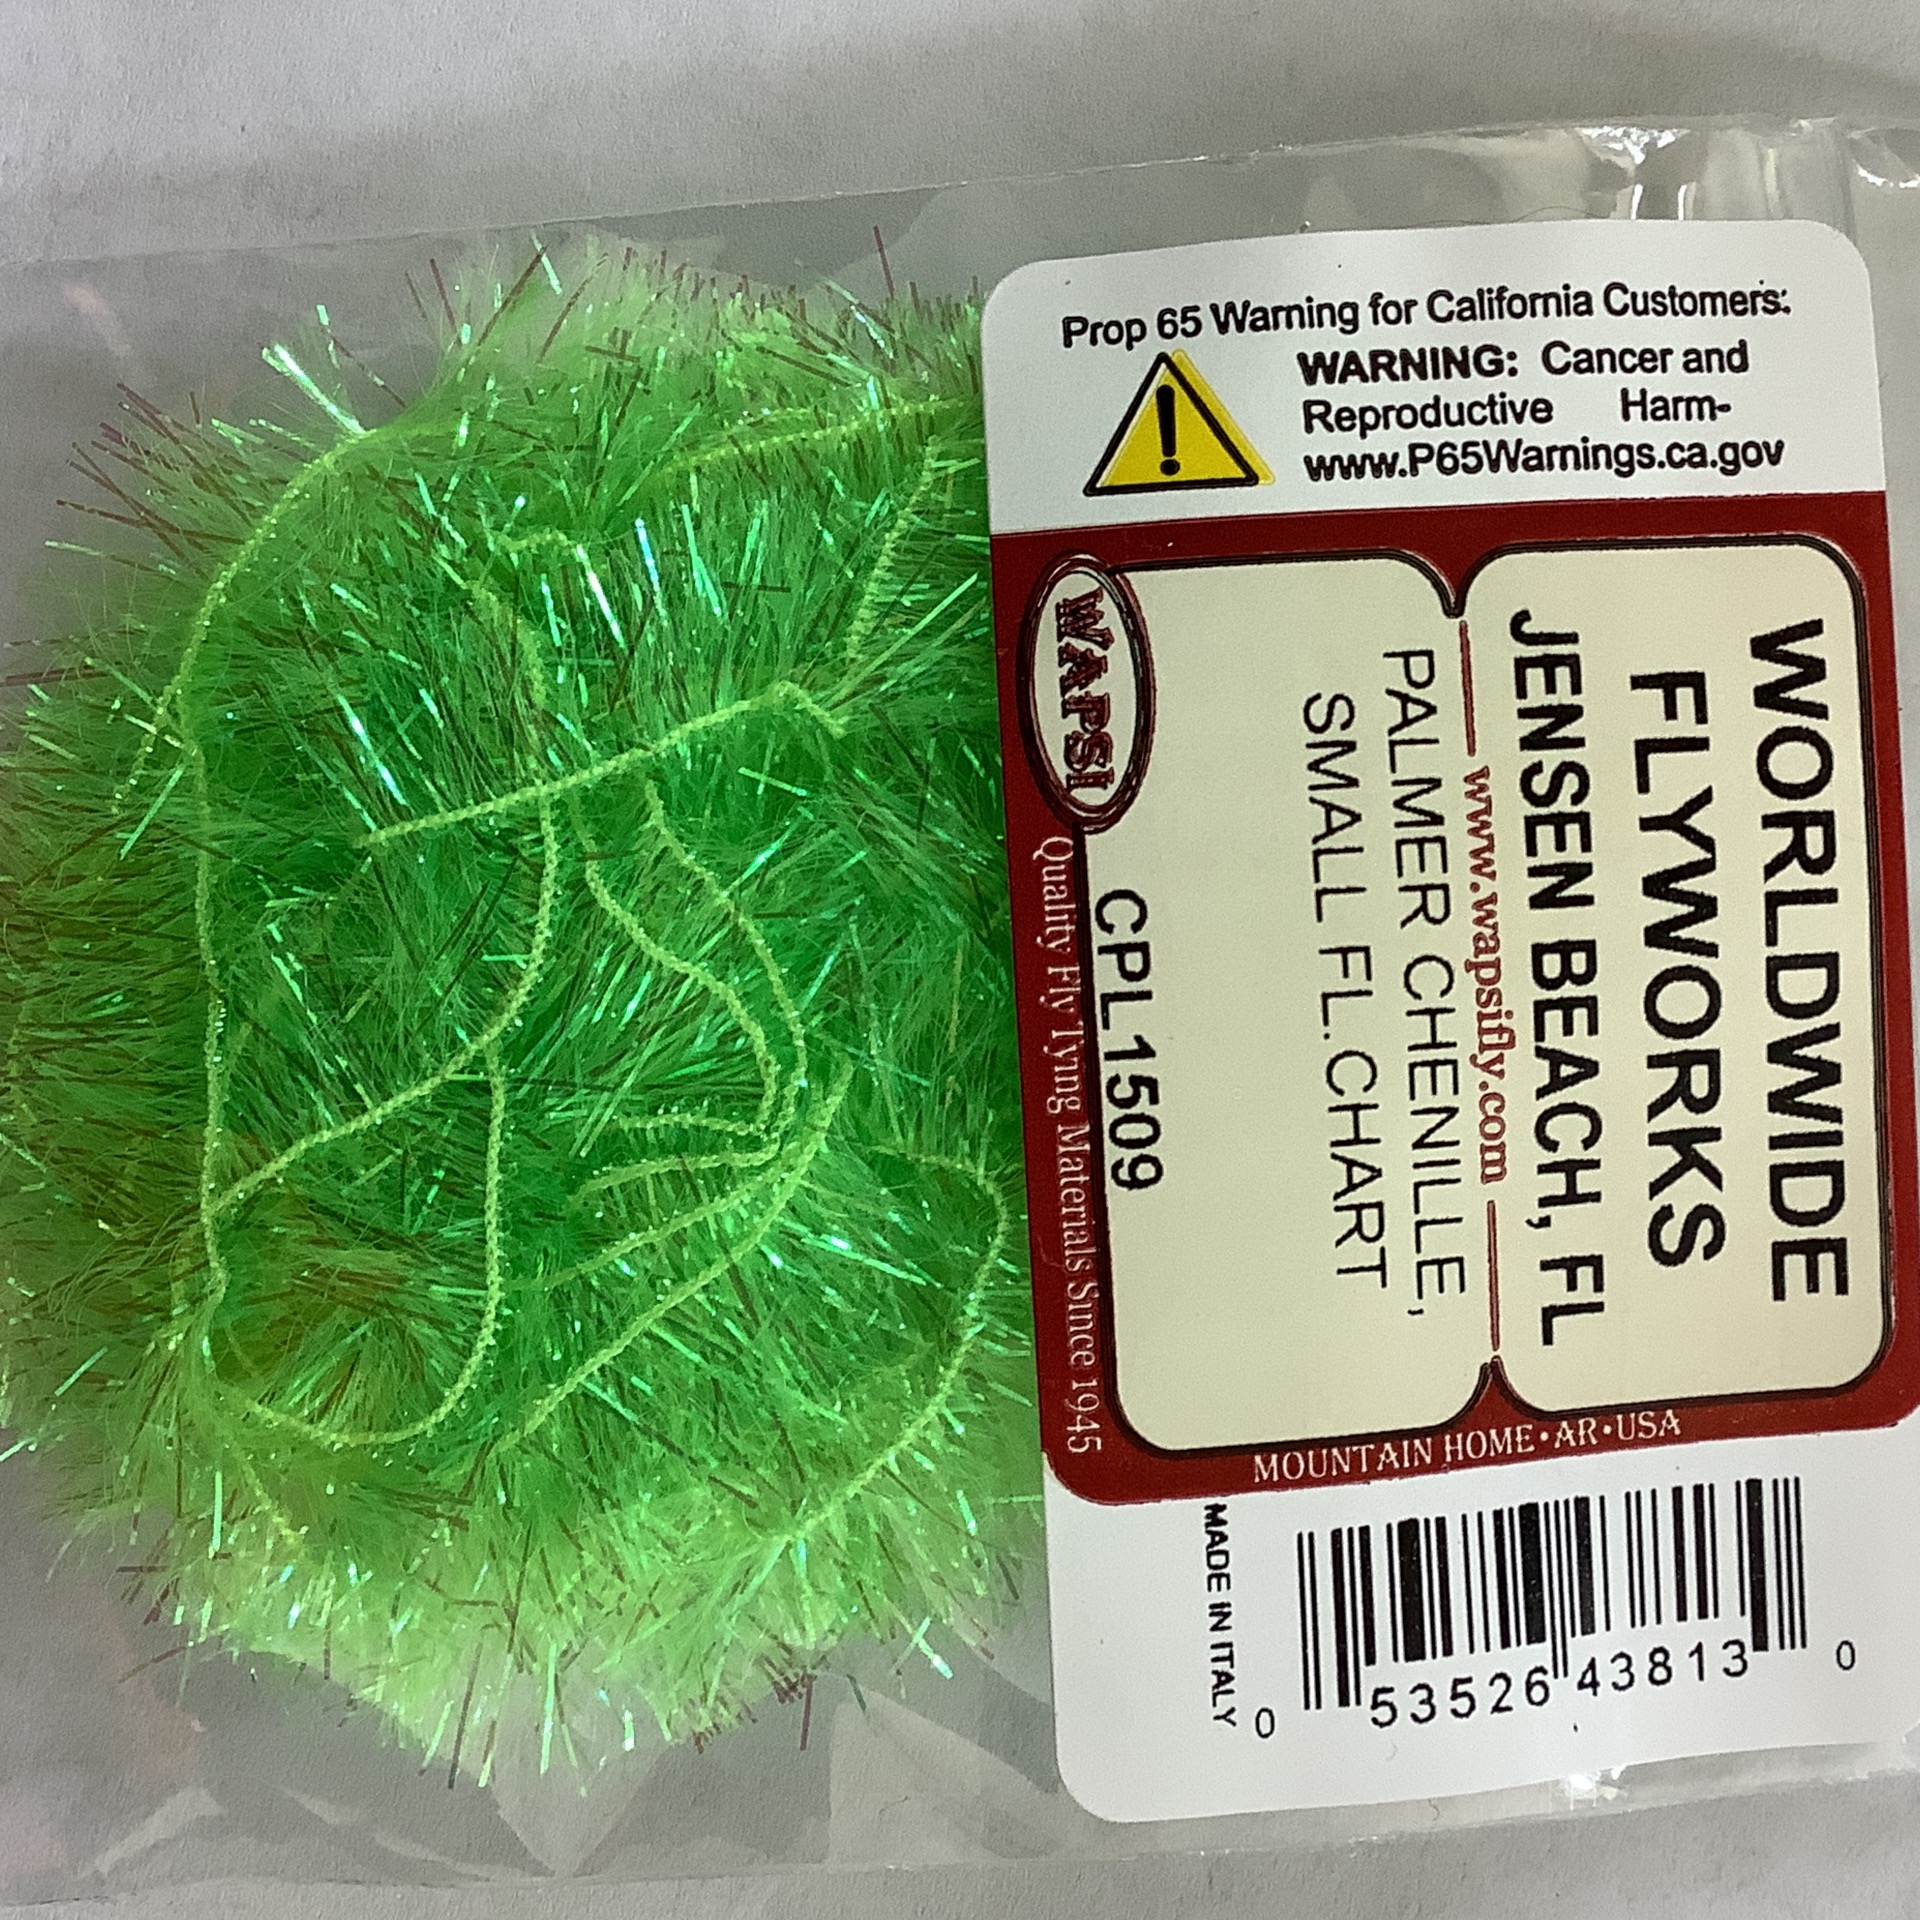 Prop 65 Warning for California Customers:
WARNING: Cancer and
Reproductive Harm-
www.P65Warnings.ca.gov
WORLDWIDE
FLYWORKS
JENSEN BEACH, FL
www.wapsifly.com
PALMER CHENILLE,
SMALL FL.CHART
WAPSI
CPL1509
Quality Fly Tying Materials Since 1945
MOUNTAIN HOME•AR•USA
MADE IN ITALY
0 53526 43813 0